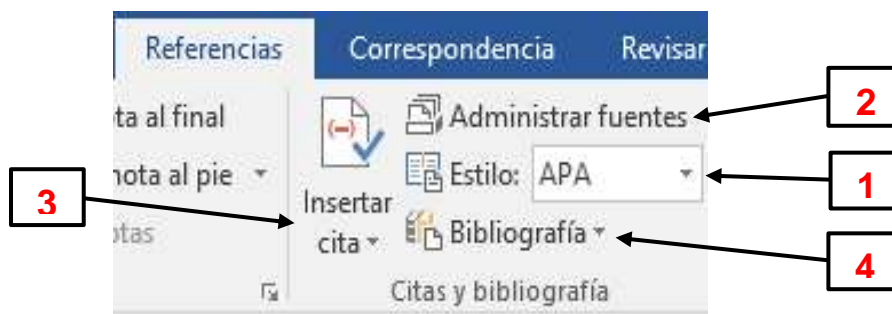 Referencias Correspondencia Revisar
ta al final
nota al pie
otas
Insertar
cita
Administrar fuentes
Estilo: APA
Bibliografía
Citas y bibliografía
2
1
3
4